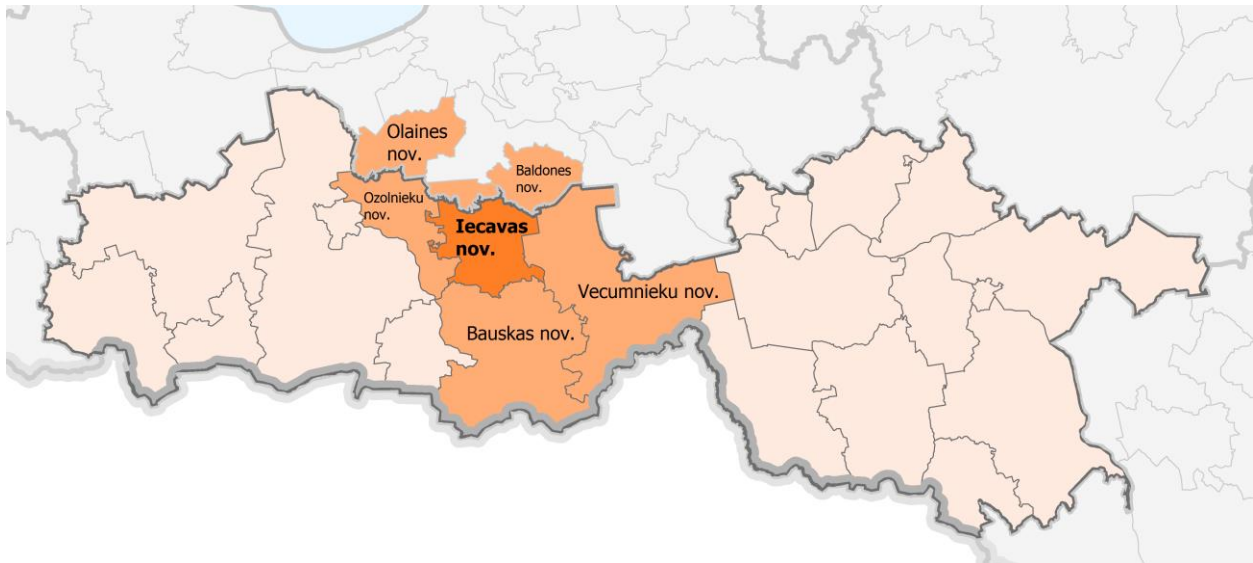 Olaines
nov.
Baldones
nov.
Ozolnieku
nov.
Iecavas
nov.
Vecumnieku nov.
Bauskas nov.